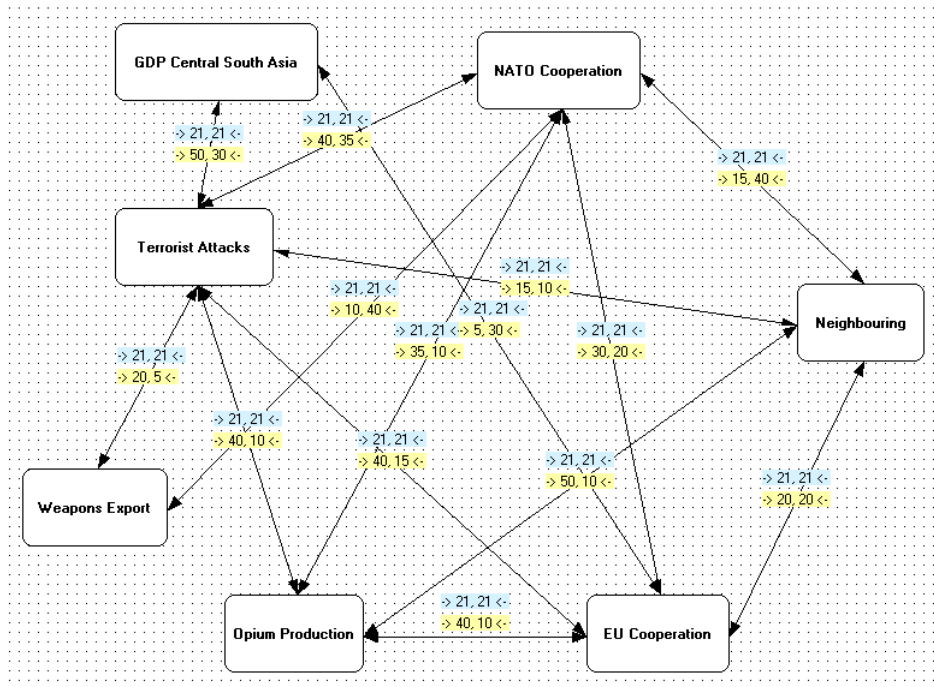 GDP Central South Asia
NATO Cooperation
-> 21, 21 <-
-> 40, 35 <-
-> 21, 21 <-
-> 50, 30 <-
-> 21, 21 <-
-> 15, 40 <-
Terrorist Attacks
-> 21, 21 <-
-> 15, 10 <-
-> 21, 21 <-
-> 10, 40 <-
-> 21, 21 <-
-> 5, 30 <-
-> 21, 21 <-
-> 35, 10 <-
-> 21, 21 <-
-> 30, 20 <-
Neighbouring
-> 21, 21 <-
-> 20, 5 <-
-> 21, 21 <-
-> 40, 10 <-
-> 21, 21 <-
-> 40, 15 <-
-> 21, 21 <-
-> 50, 10 <-
-> 21, 21 <-
-> 20, 20 <-
Weapons Export
-> 21, 21 <-
-> 40, 10 <-
Opium Production
EU Cooperation